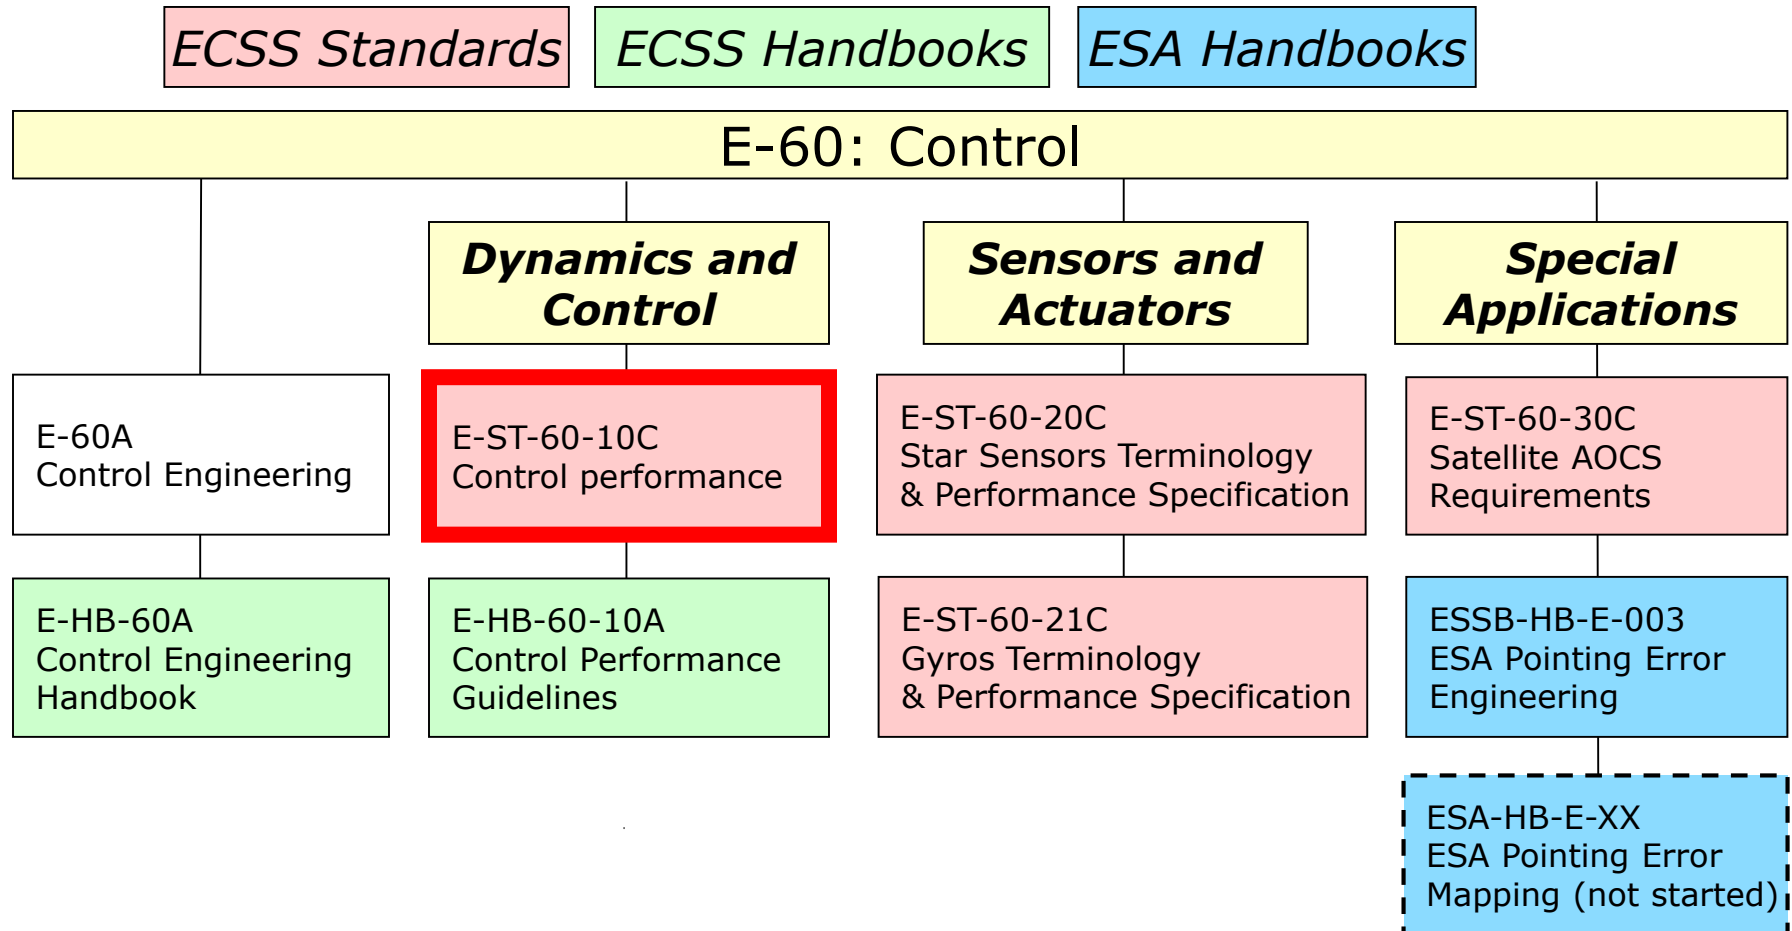 ECSS Standards
ECSS Handbooks
ESA Handbooks
E-60: Control
Dynamics and
Control
Sensors and
Actuators
Special
Applications
E-60A
Control Engineering
E-ST-60-10C
Control performance
E-ST-60-20C
Star Sensors Terminology
& Performance Specification
E-ST-60-30C
Satellite AOCS
Requirements
E-HB-60A
Control Engineering
Handbook
E-HB-60-10A
Control Performance
Guidelines
E-ST-60-21C
Gyros Terminology
& Performance Specification
ESSB-HB-E-003
ESA Pointing Error
Engineering
ESA-HB-E-XX
ESA Pointing Error
Mapping (not started)